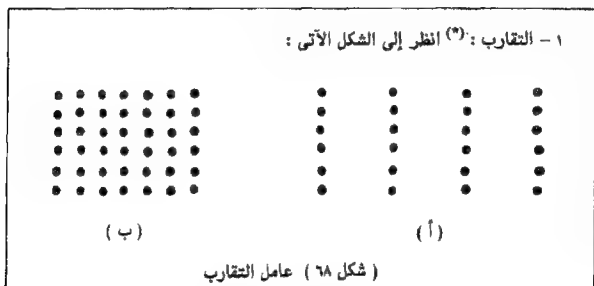 ١ – التقارب : (*) انظر إلى الشكل الآتى :
( أ )
( ب )
( شكل ٦٨ ) عامل التقارب